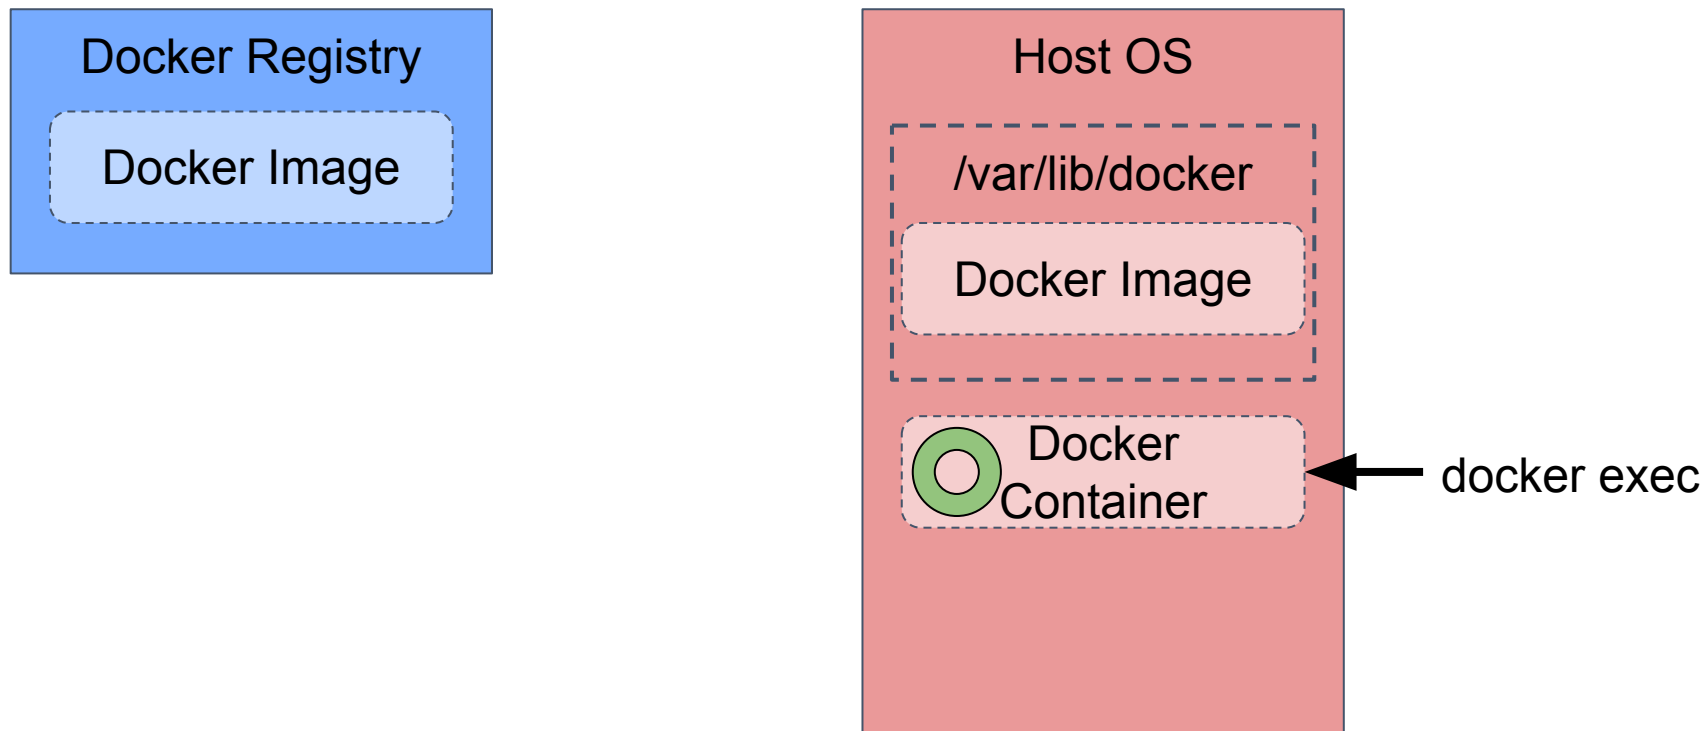 Docker Registry
Docker Image
Host OS
/var/lib/docker
Docker Image
Docker
Container
docker exec